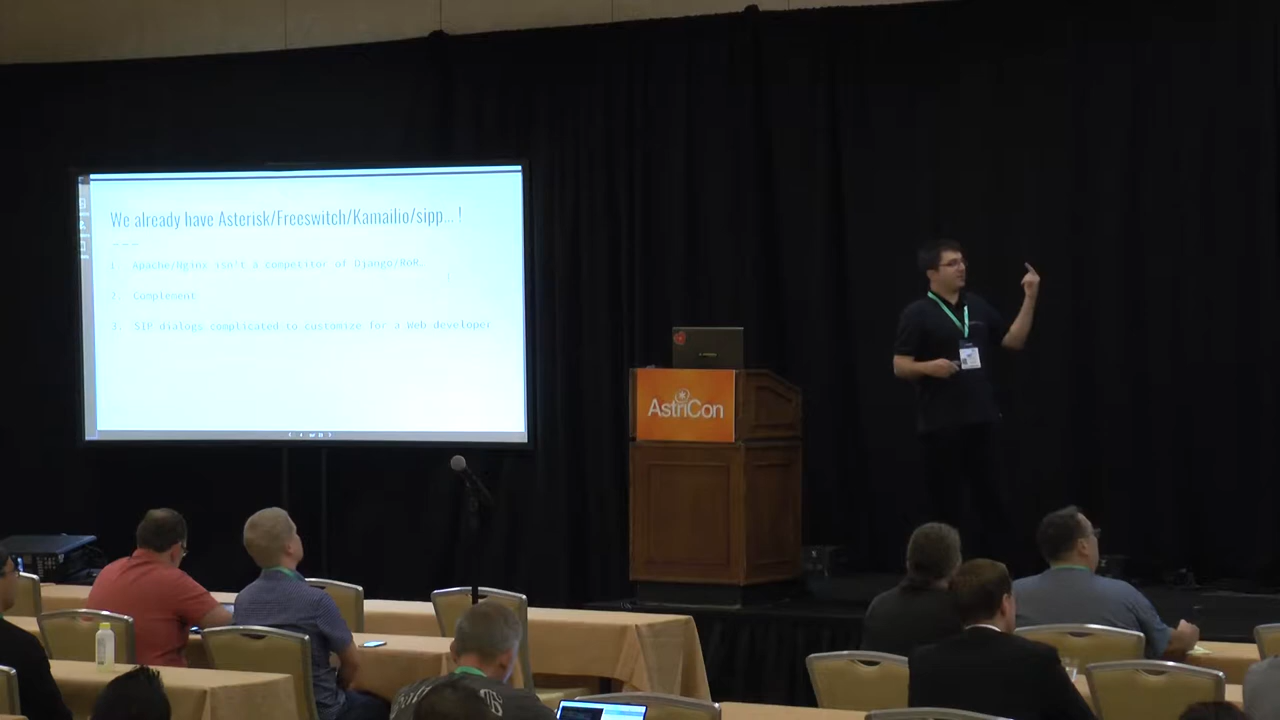 We already have Asterisk/Freeswitch/Kamailio/sipp... !
1. Apache/Nginx isn't a competitor of Django/RoR
2. Complement
3. SIP dialogs complicated to customize for a Web developer
AstriCon